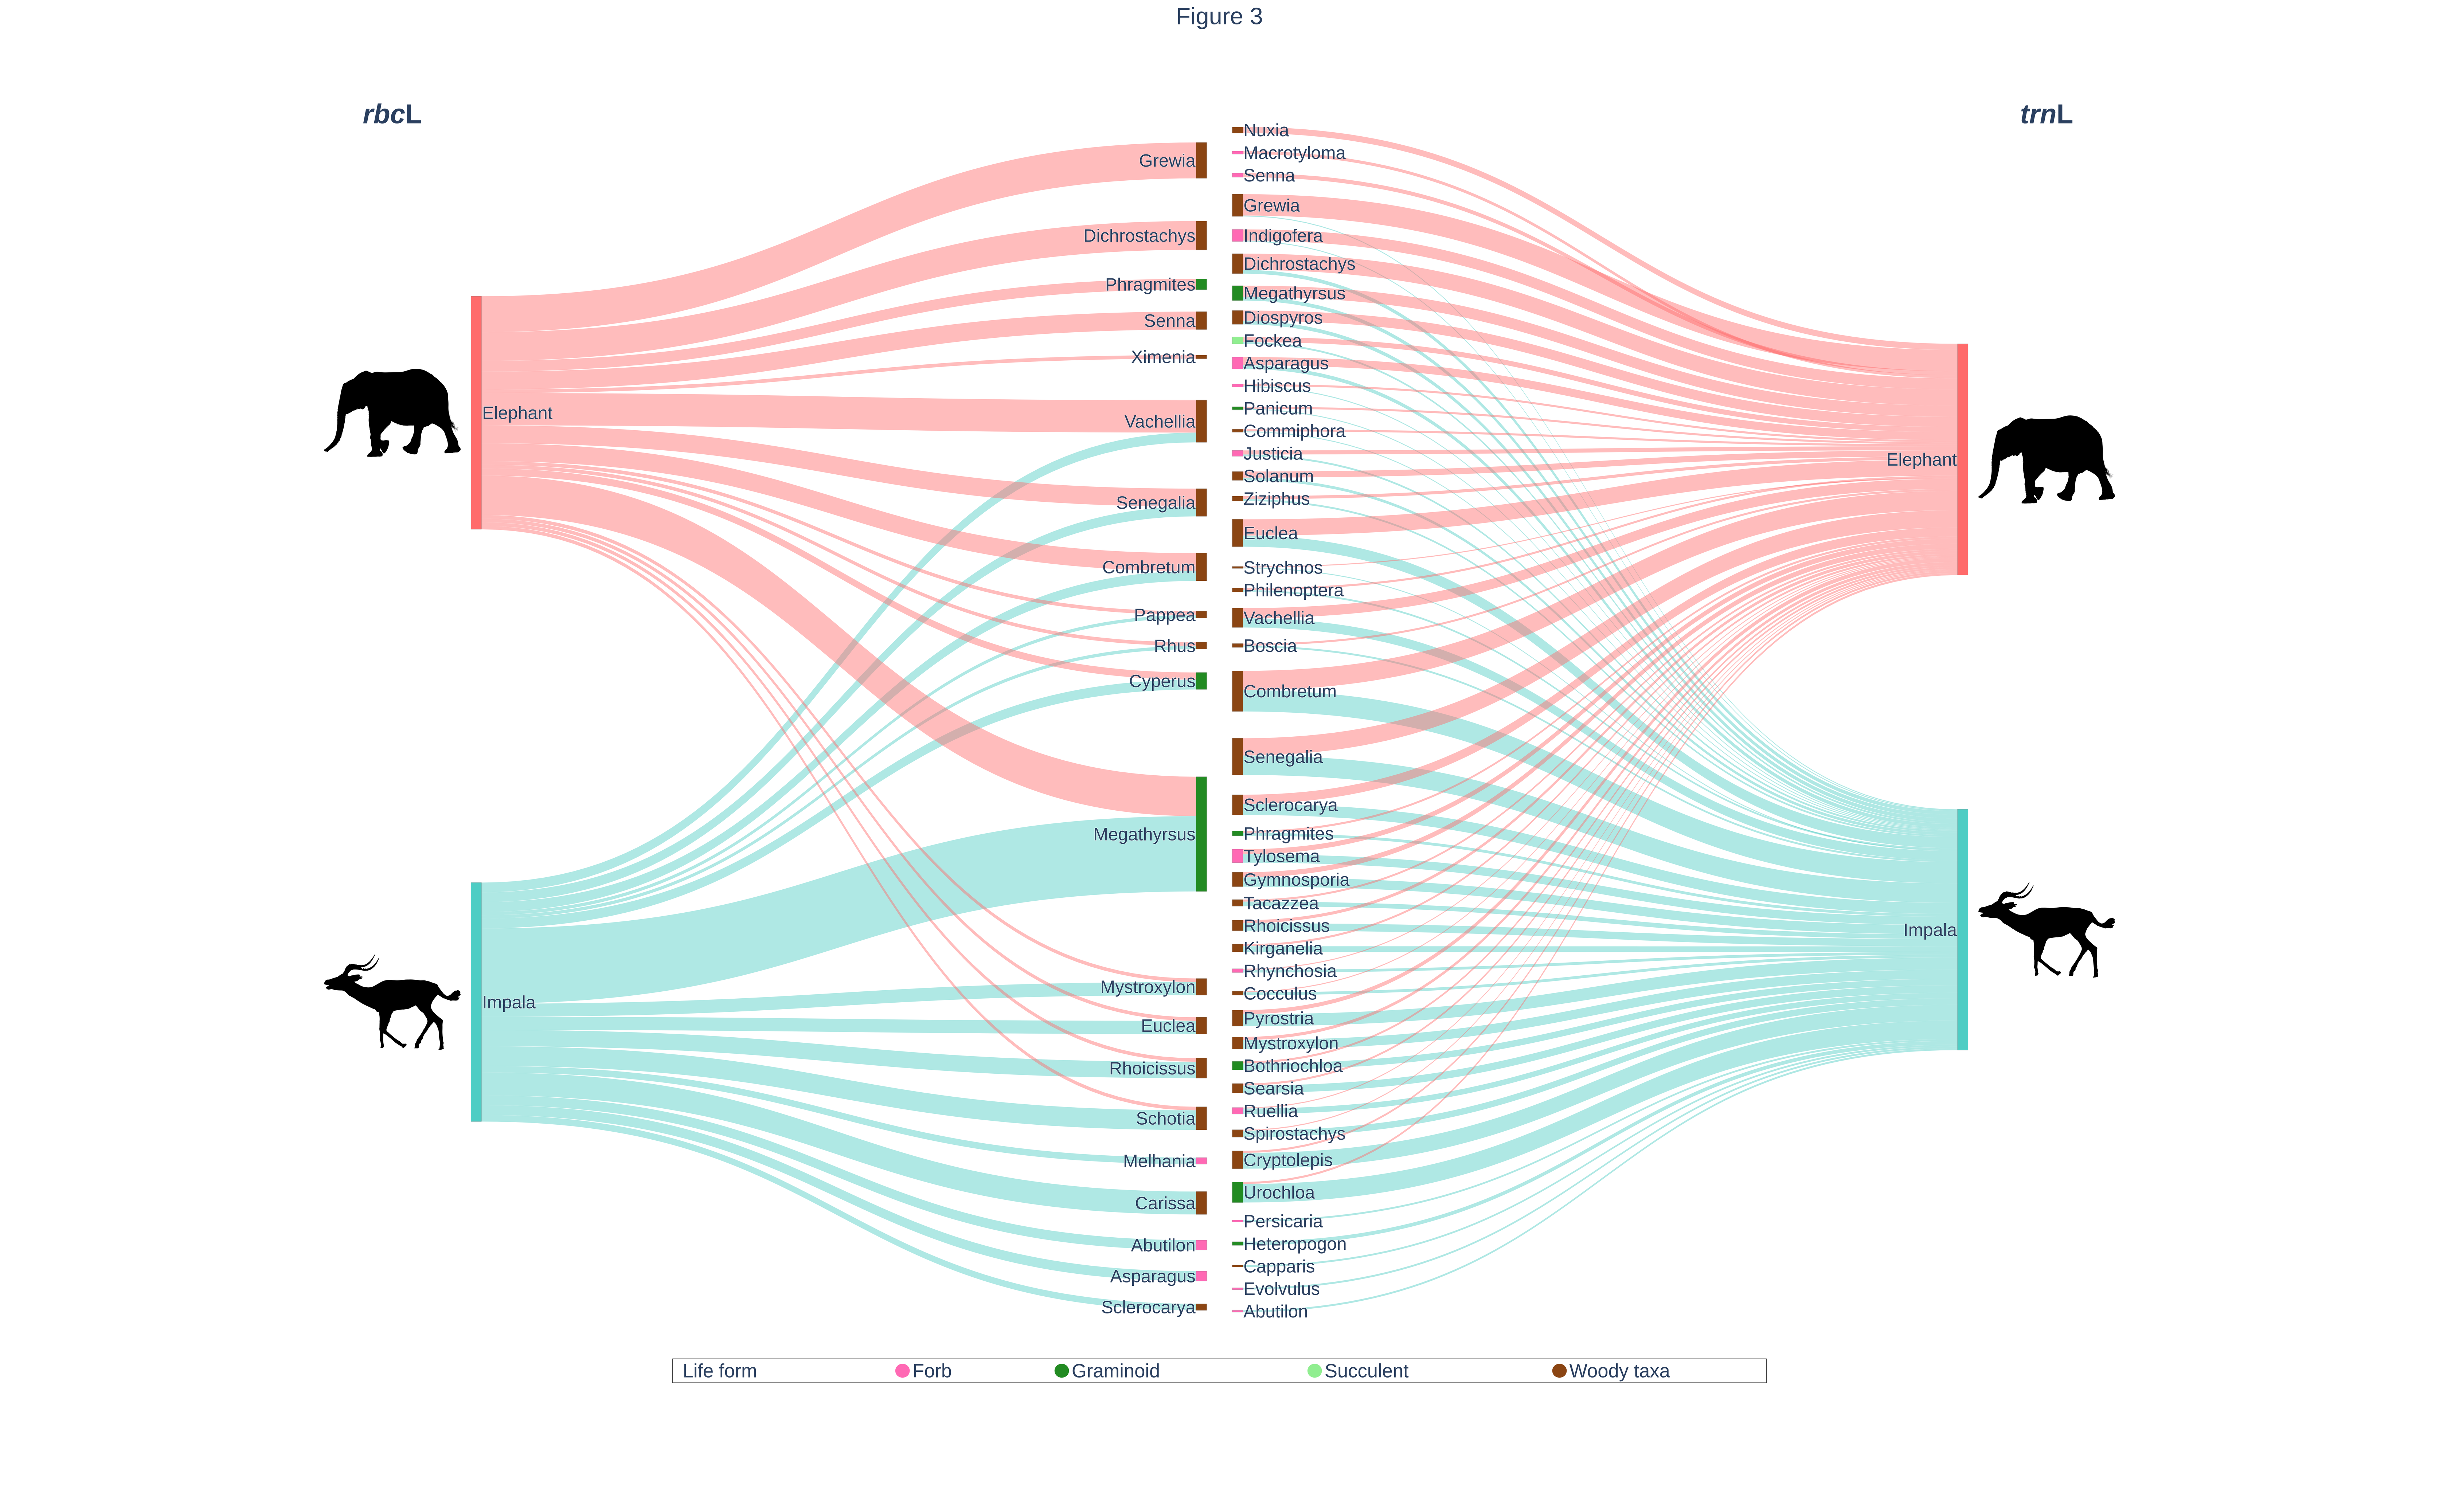 Figure 3
rbcL
trnL
Grewia
Dichrostachys
Phragmites
Senna
Ximenia
Vachellia
Senegalia
Combretum
Pappea
Rhus
Cyperus
Megathyrsus
Mystroxylon
Euclea
Rhoicissus
Schotia
Melhania
Carissa
Abutilon
Asparagus
Sclerocarya
Elephant
Impala
Nuxia
Macrotyloma
Senna
Grewia
Indigofera
Dichrostachys
Megathyrsus
Diospyros
Fockea
Asparagus
Hibiscus
Panicum
Commiphora
Justicia
Solanum
Ziziphus
Euclea
Strychnos
Philenoptera
Vachellia
Boscia
Combretum
Senegalia
Sclerocarya
Phragmites
Tylosema
Gymnosporia
Tacazzea
Rhoicissus
Kirganelia
Rhynchosia
Cocculus
Pyrostria
Mystroxylon
Bothriochloa
Searsia
Ruellia
Spirostachys
Cryptolepis
Urochloa
Persicaria
Heteropogon
Capparis
Evolvulus
Abutilon
Elephant
Impala
Life form Forb Graminoid Succulent Woody taxa